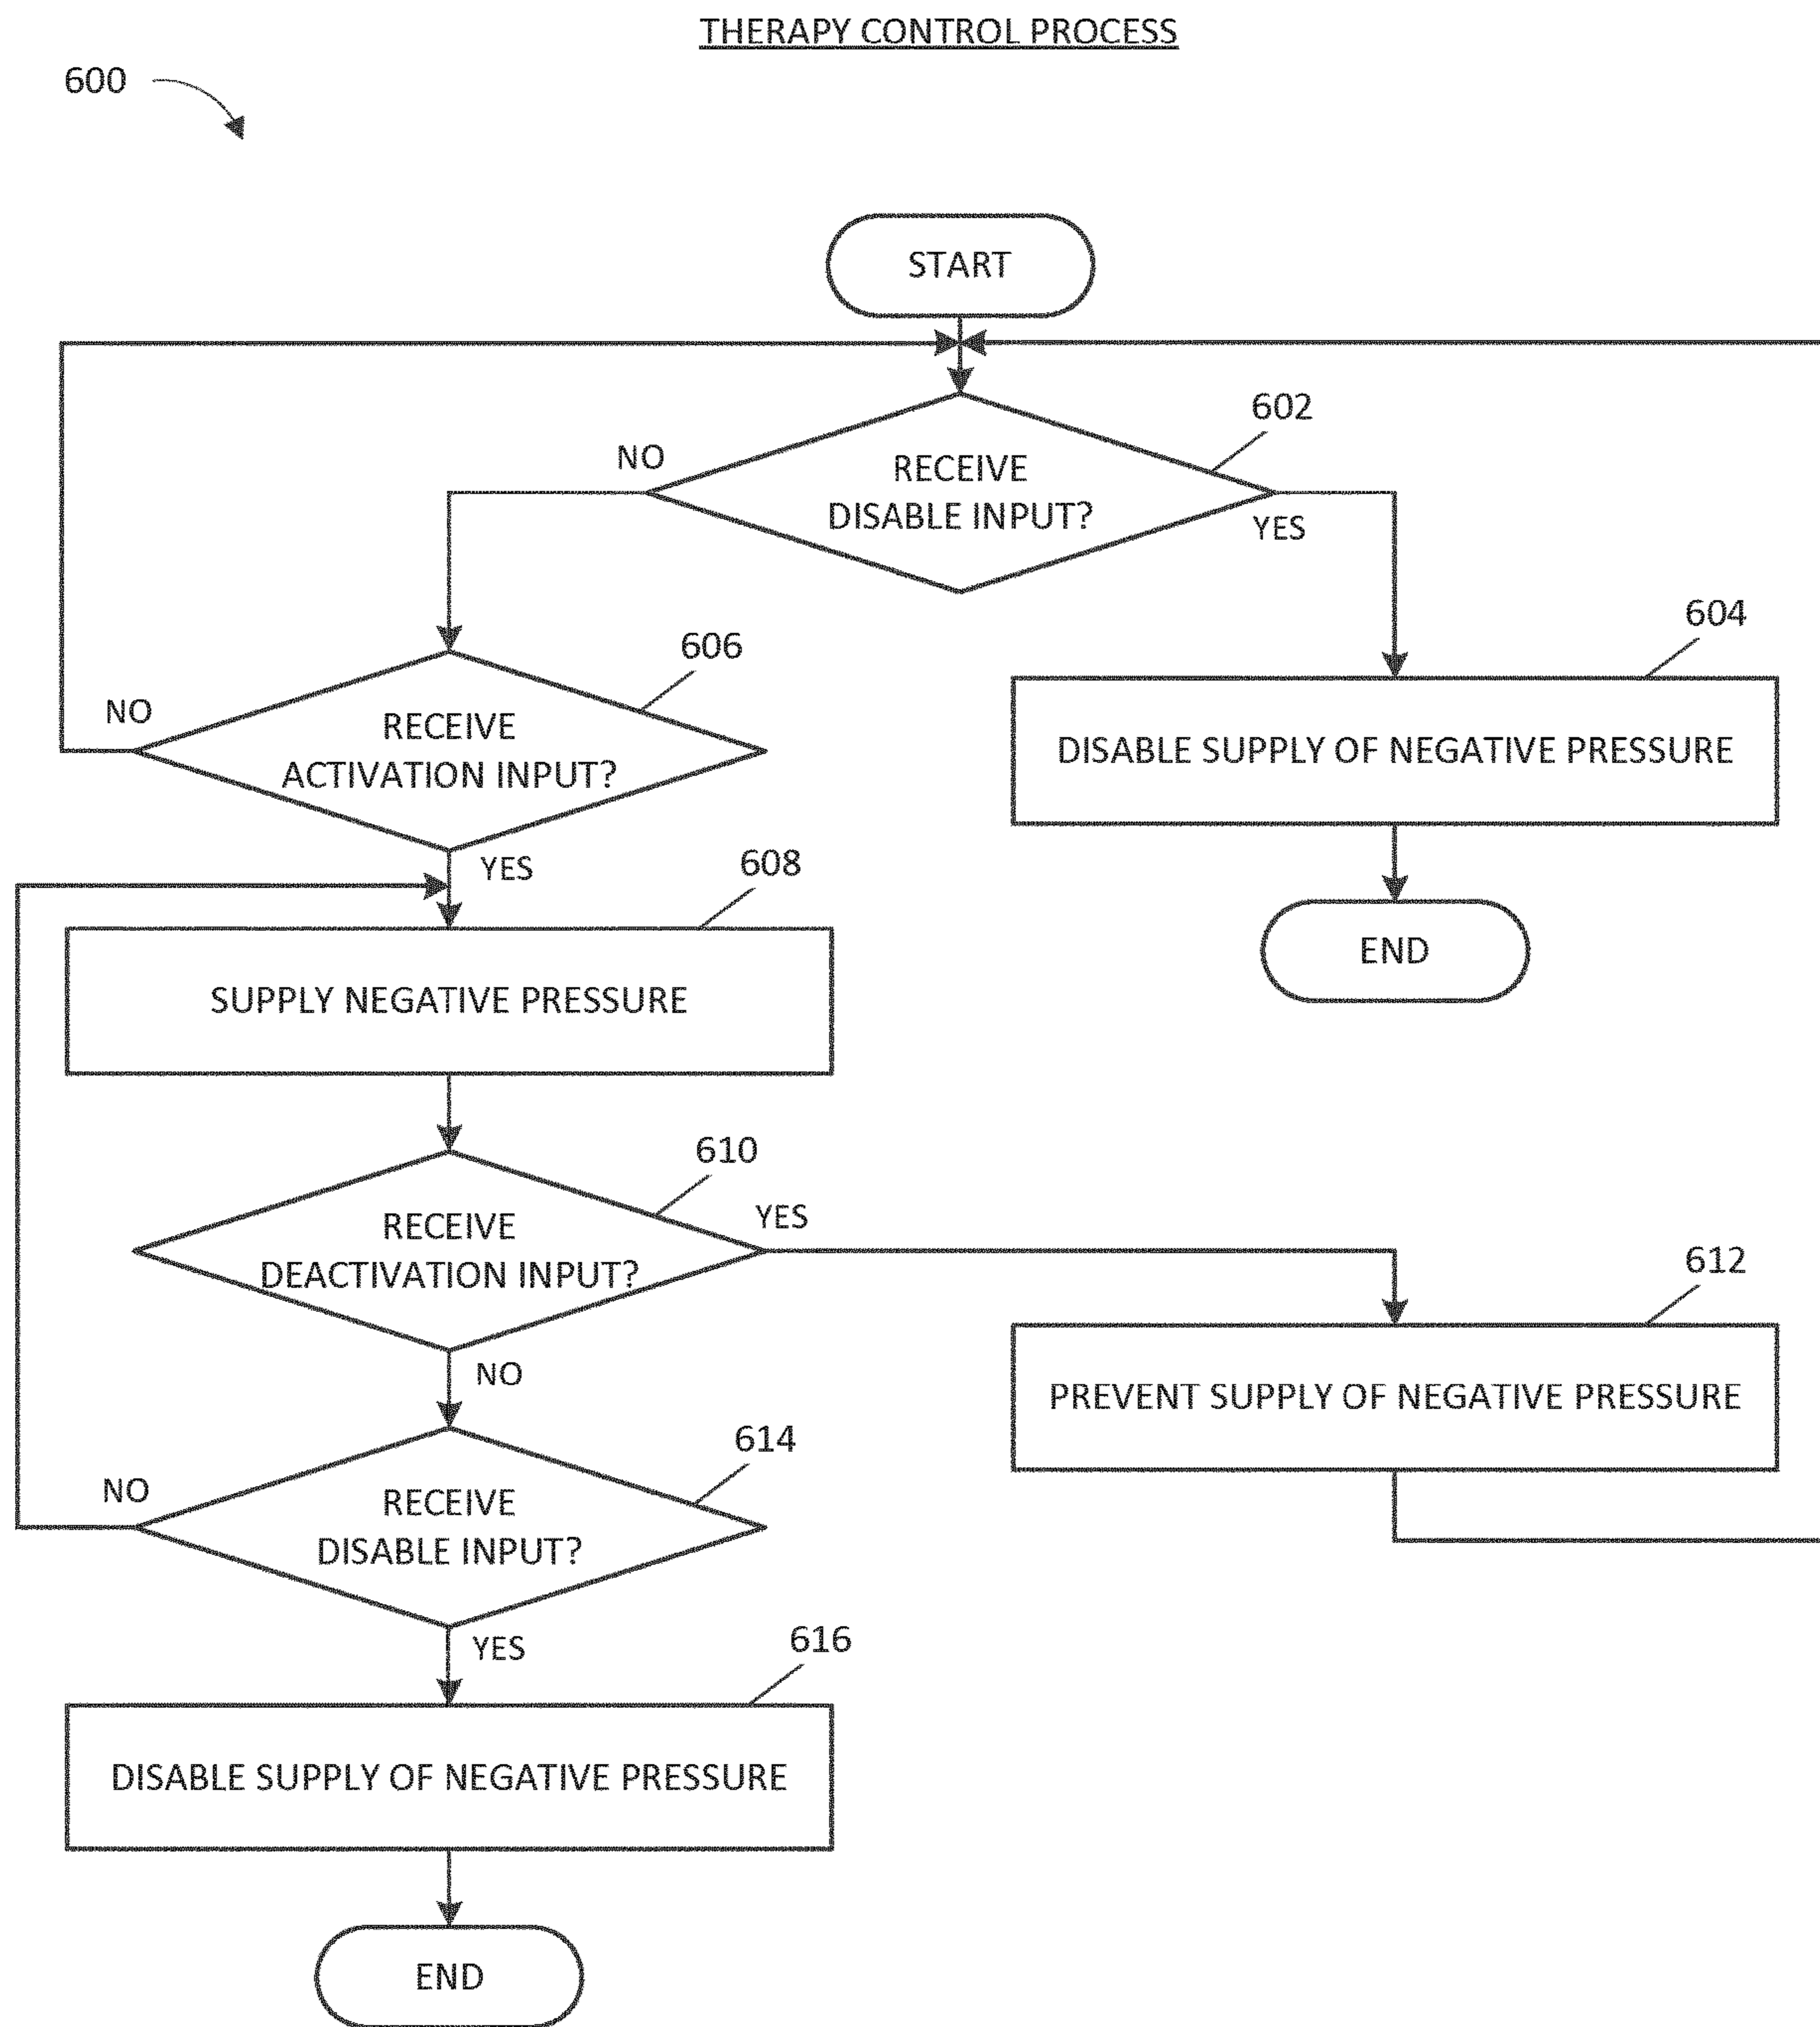 THERAPY CONTROL PROCESS
600
START
602
NO
RECEIVE
DISABLE INPUT?
YES
604
606
NO
RECEIVE
ACTIVATION INPUT?
DISABLE SUPPLY OF NEGATIVE PRESSURE
YES
608
END
SUPPLY NEGATIVE PRESSURE
610
YES
RECEIVE
DEACTIVATION INPUT?
612
NO
PREVENT SUPPLY OF NEGATIVE PRESSURE
614
NO
RECEIVE
DISABLE INPUT?
YES
616
DISABLE SUPPLY OF NEGATIVE PRESSURE
END